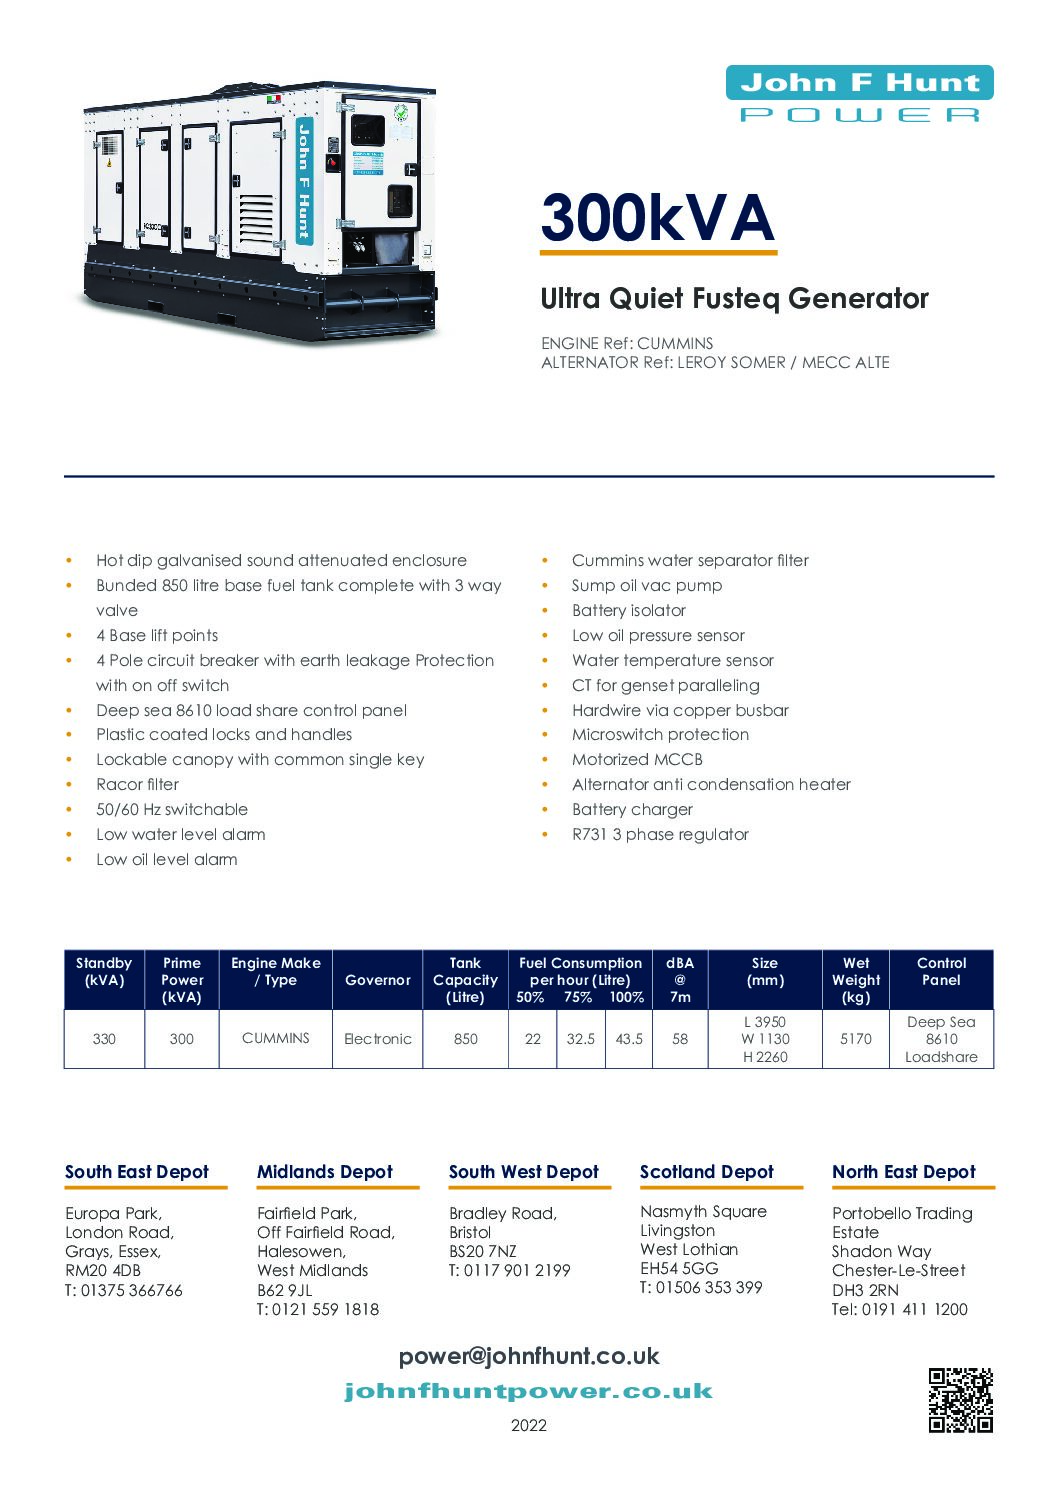 John F Hunt
POWER
John F Hunt
300kVA
Ultra Quiet Fusteq Generator
ENGINE Ref: CUMMINS
ALTERNATOR Ref: LEROY SOMER / MECC ALTE
• Hot dip galvanised sound attenuated enclosure
• Bunded 850 litre base fuel tank complete with 3 way
valve
• 4 Base lift points
• 4 Pole circuit breaker with earth leakage Protection
with on off switch
• Deep sea 8610 load share control panel
• Plastic coated locks and handles
• Lockable canopy with common single key
• Racor filter
• 50/60 Hz switchable
• Low water level alarm
• Low oil level alarm
• Cummins water separator filter
• Sump oil vac pump
• Battery isolator
• Low oil pressure sensor
• Water temperature sensor
• CT for genset paralleling
• Hardwire via copper busbar
• Microswitch protection
• Motorized MCCB
• Alternator anti condensation heater
• Battery charger
• R731 3 phase regulator
Standby (kVA) Prime Power (kVA) Engine Make / Type Governor Tank Capacity (Litre) Fuel Consumption per hour (Litre) 50% 75% 100% dBA @ 7m Size (mm) Wet Weight (kg) Control Panel
330 300 CUMMINS Electronic 850 22 32.5 43.5 58 L 3950 W 1130 H 2260 5170 Deep Sea 8610 Loadshare
South East Depot
Europa Park,
London Road,
Grays, Essex,
RM20 4DB
T: 01375 366766
Midlands Depot
Fairfield Park,
Off Fairfield Road,
Halesowen,
West Midlands
B62 9JL
T: 0121 559 1818
South West Depot
Bradley Road,
Bristol
BS20 7NZ
T: 0117 901 2199
Scotland Depot
Nasmyth Square
Livingston
West Lothian
EH54 5GG
T: 01506 353 399
North East Depot
Portobello Trading
Estate
Shadon Way
Chester-Le-Street
DH3 2RN
Tel: 0191 411 1200
power@johnfhunt.co.uk
johnfhuntpower.co.uk
2022